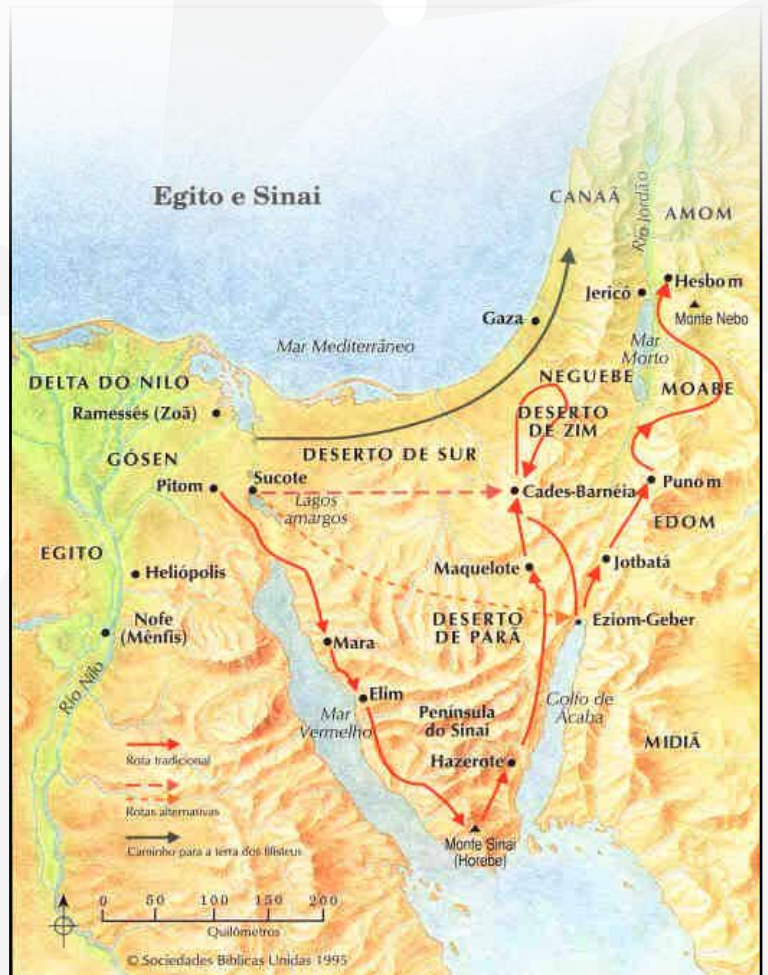 Egito e Sinai
CANAÃ
Rio Jordão
AMOM
Hesbom
Jericó
Monte Nebo
Gaza
Mar Mediterrâneo
Mar
Morto
NEGUEBE
MOABE
DELTA DO NILO
DESERTO
DE ZIM
Ramessés (Zoã)
DESERTO DE SUR
GÓSEN
Pitom
Sucote
Cades-Barnéia
Punom
Lagos
amargos
EDOM
EGITO
Heliópolis
Maquelote
Jotbatá
Nofe
(Mênfis)
DESERTO
DE PARÃ
Eziom-Geber
Mara
Rio Nilo
Elim
Mar
Vermelho
Península
do Sinai
Golfo de
Ácaba
MIDIÃ
Hazerote
Rota tradicional
Rotas alternativas
Caminho para a terra dos filisteus
Monte Sinai
(Horebe)
0 50 100 150 200
Quilômetros
© Sociedades Bíblicas Unidas 1995